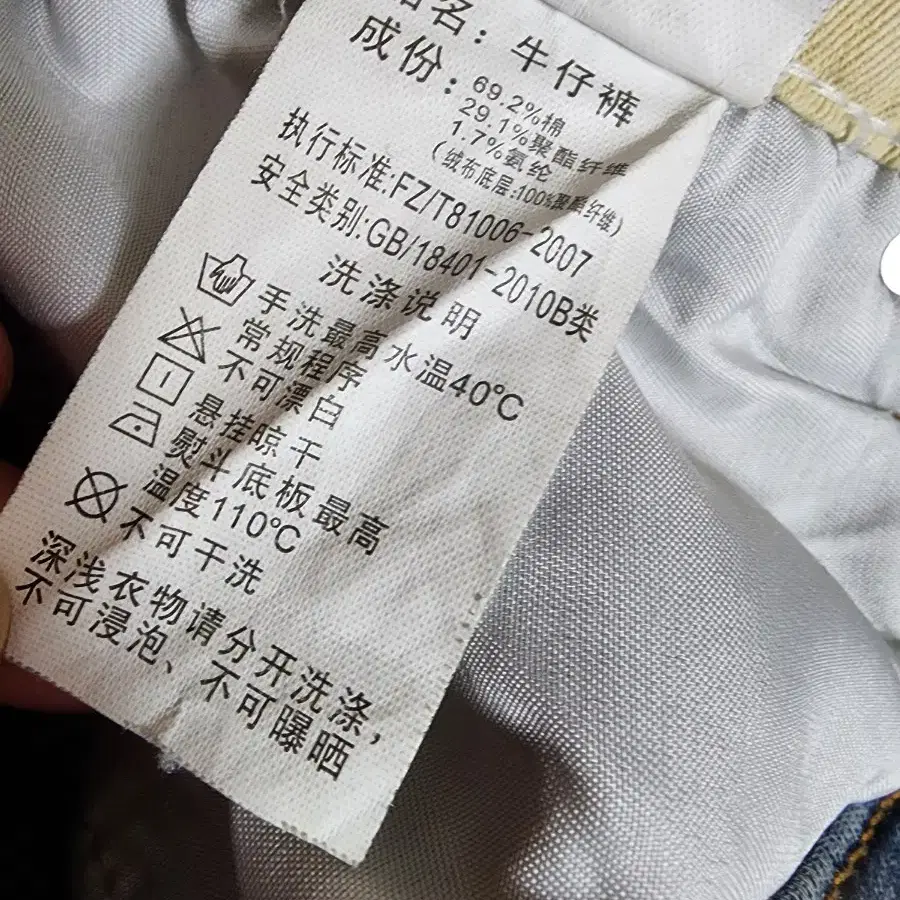 名：牛仔裤
成份：69.2%棉
29.1%聚酯纤维
1.7%氨纶
（绒布底层:100%聚酯纤维）
执行标准:FZ/T81006-2007
安全类别:GB/18401-2010B类
洗涤说明
手洗最高水温40℃
常规程序
不可漂白
悬挂晾干
熨斗底板最高
温度110℃
不可干洗
深浅衣物请分开洗涤，
不可浸泡、不可曝晒